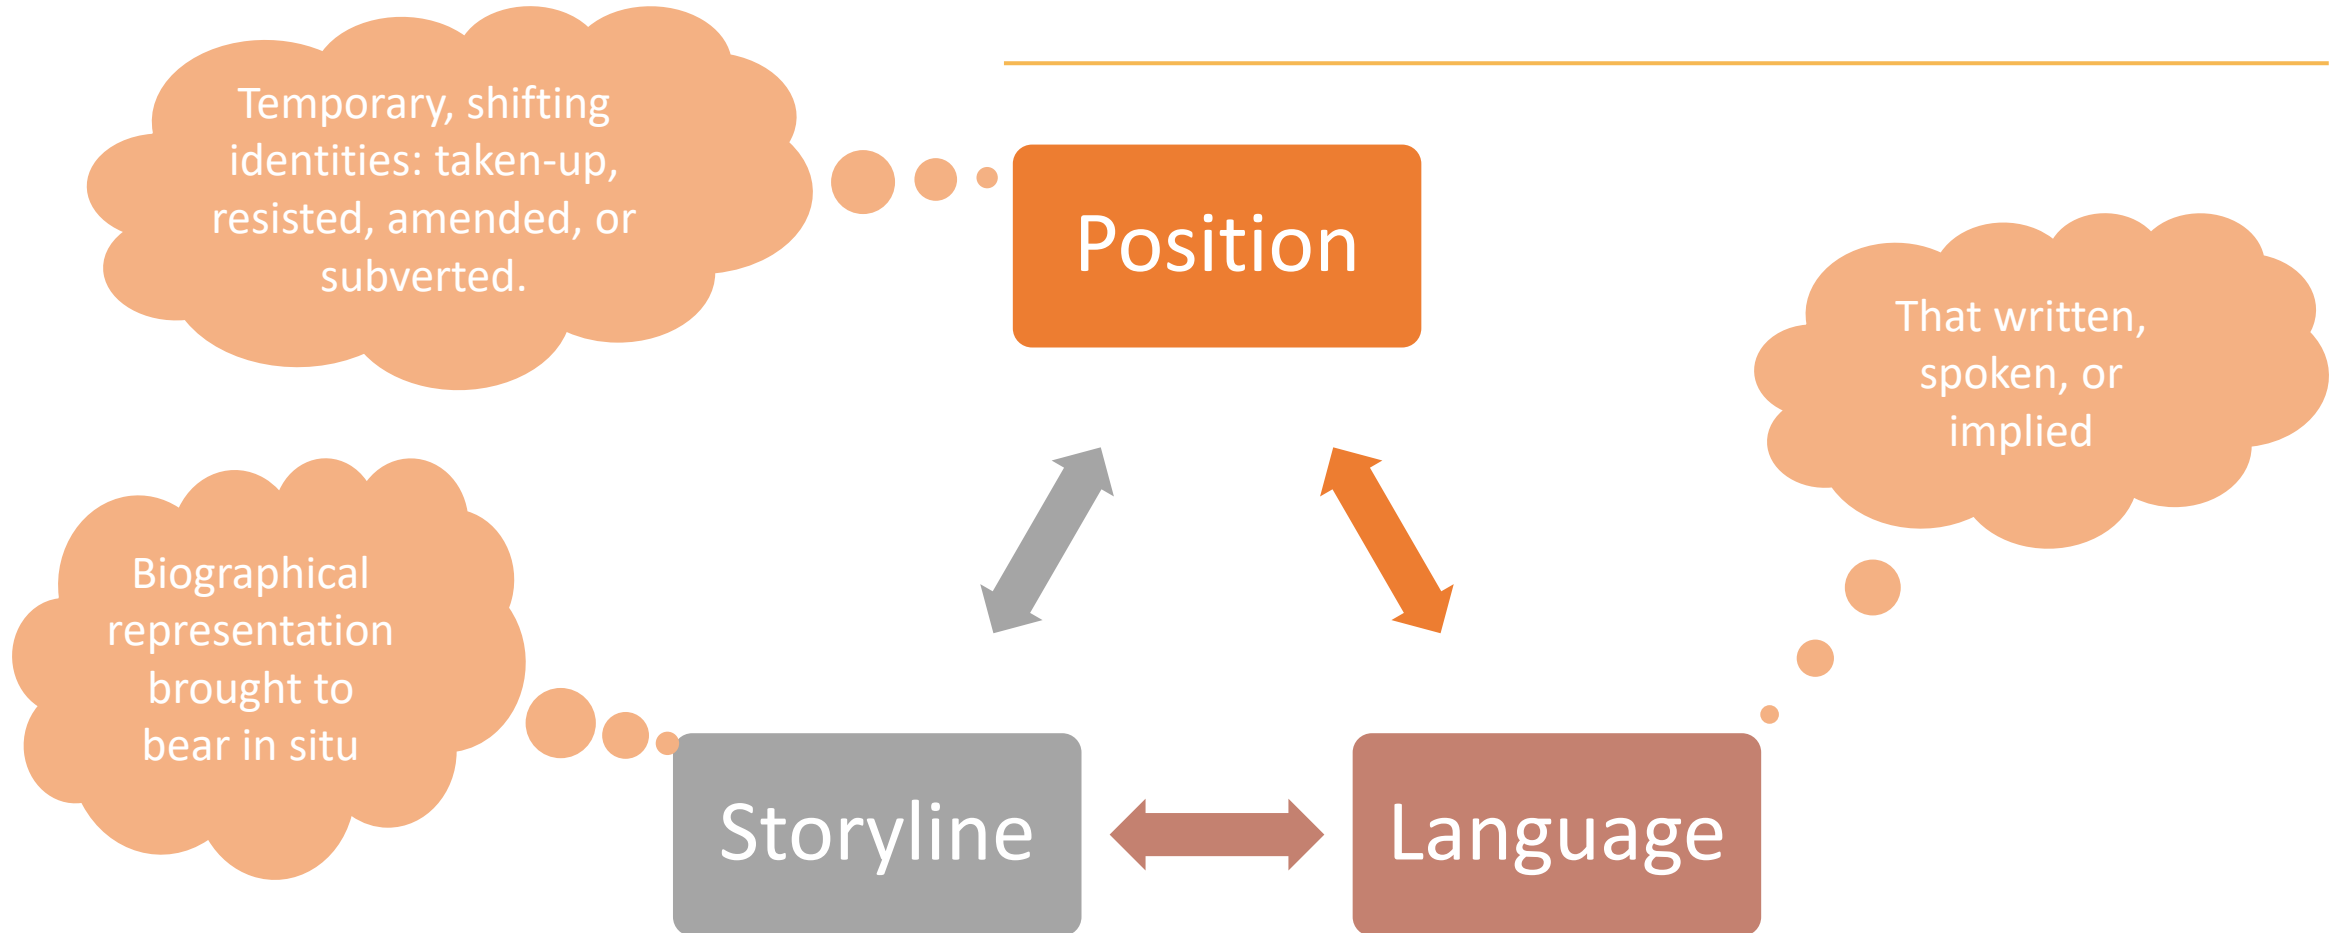 Temporary, shifting
identities: taken-up,
resisted, amended, or
subverted.
Position
That written,
spoken, or
implied
Biographical
representation
brought to
bear in situ
Storyline
Language